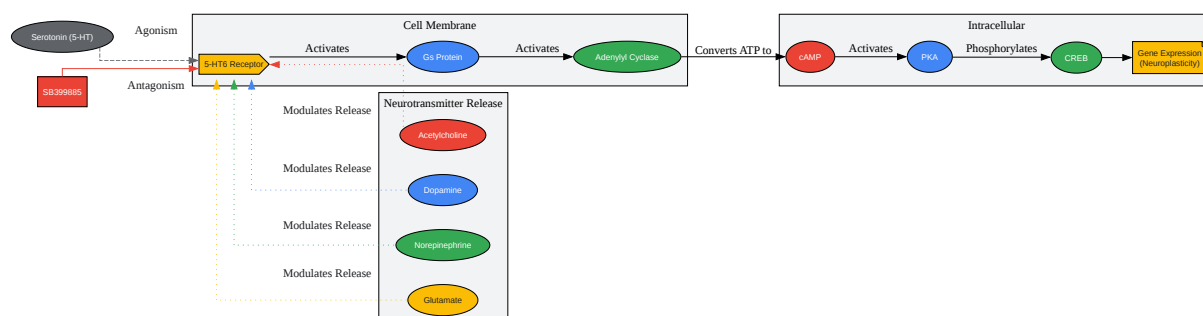 Cell Membrane
Intracellular
Serotonin (5-HT)
Agonism
5-HT6 Receptor
Activates
Gs Protein
Activates
Adenylyl Cyclase
Converts ATP to
cAMP
Activates
PKA
Phosphorylates
CREB
Gene Expression
(Neuroplasticity)
SB399885
Antagonism
Neurotransmitter Release
Modulates Release
Acetylcholine
Modulates Release
Dopamine
Modulates Release
Norepinephrine
Modulates Release
Glutamate